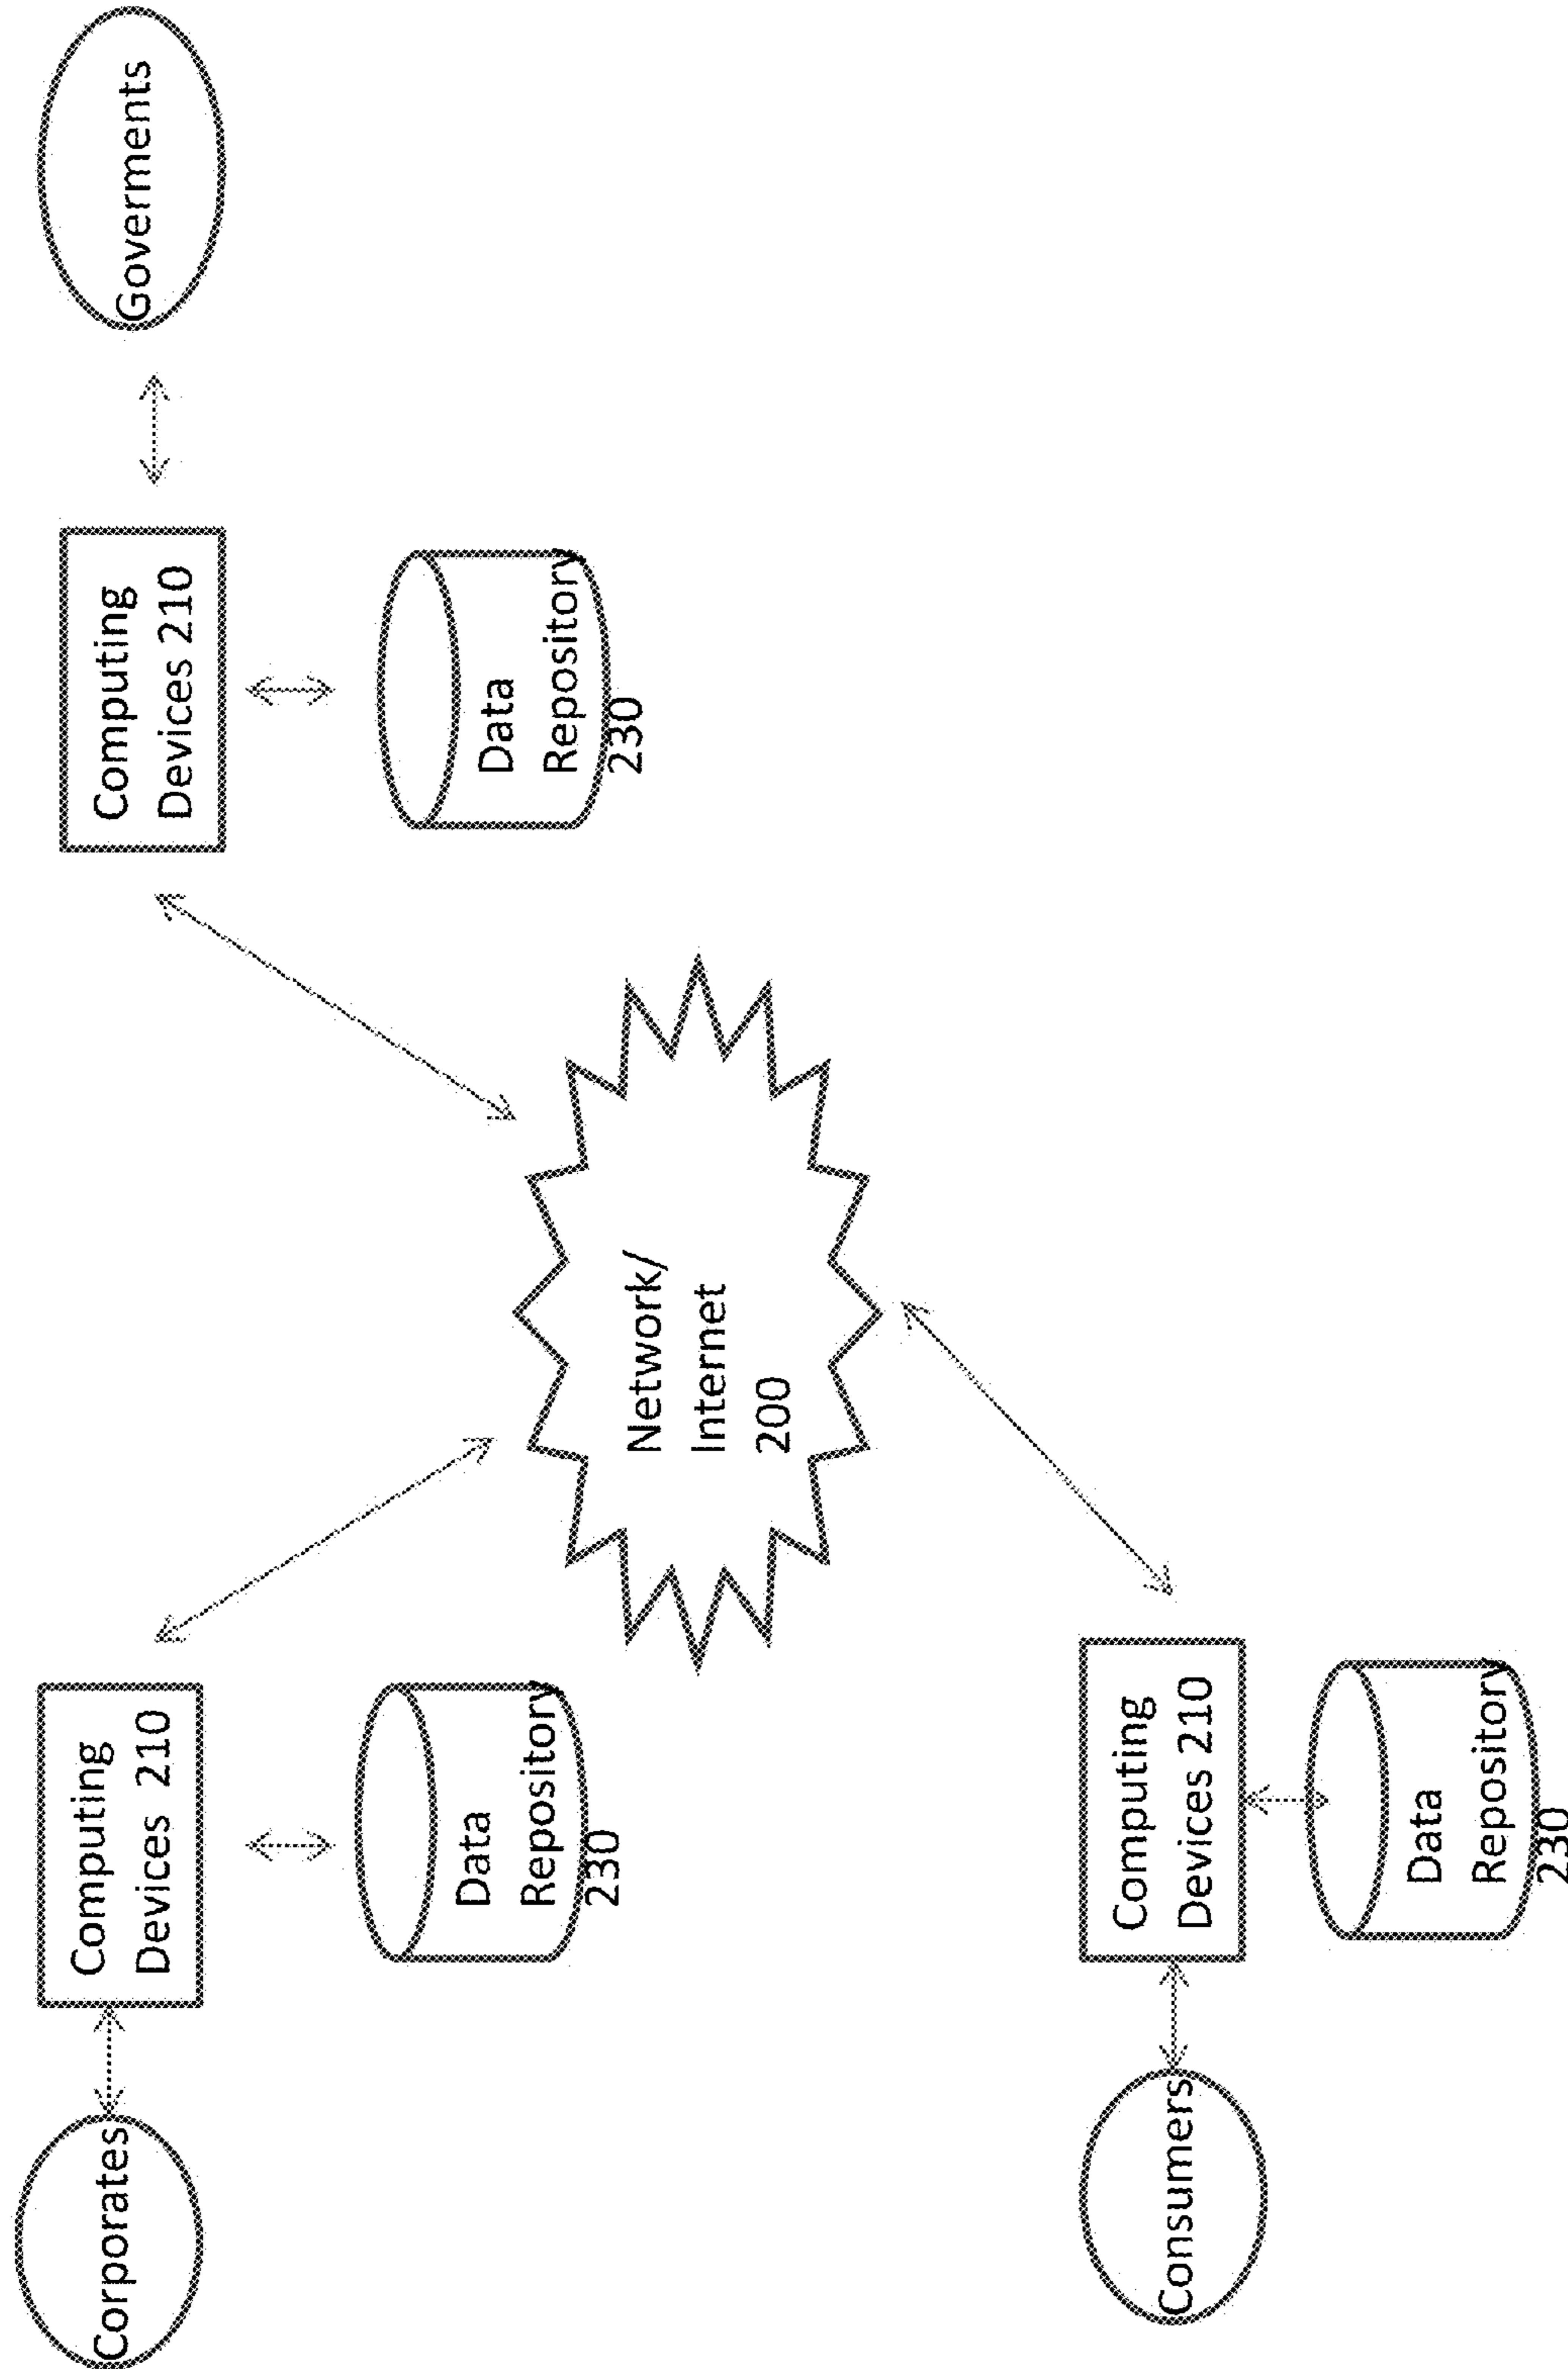 Corporates
Computing
Devices 210
Data
Repository
230
Computing
Devices 210
Data
Repository
230
Goverments
Network/
Internet
200
Consumers
Computing
Devices 210
Data
Repository
230